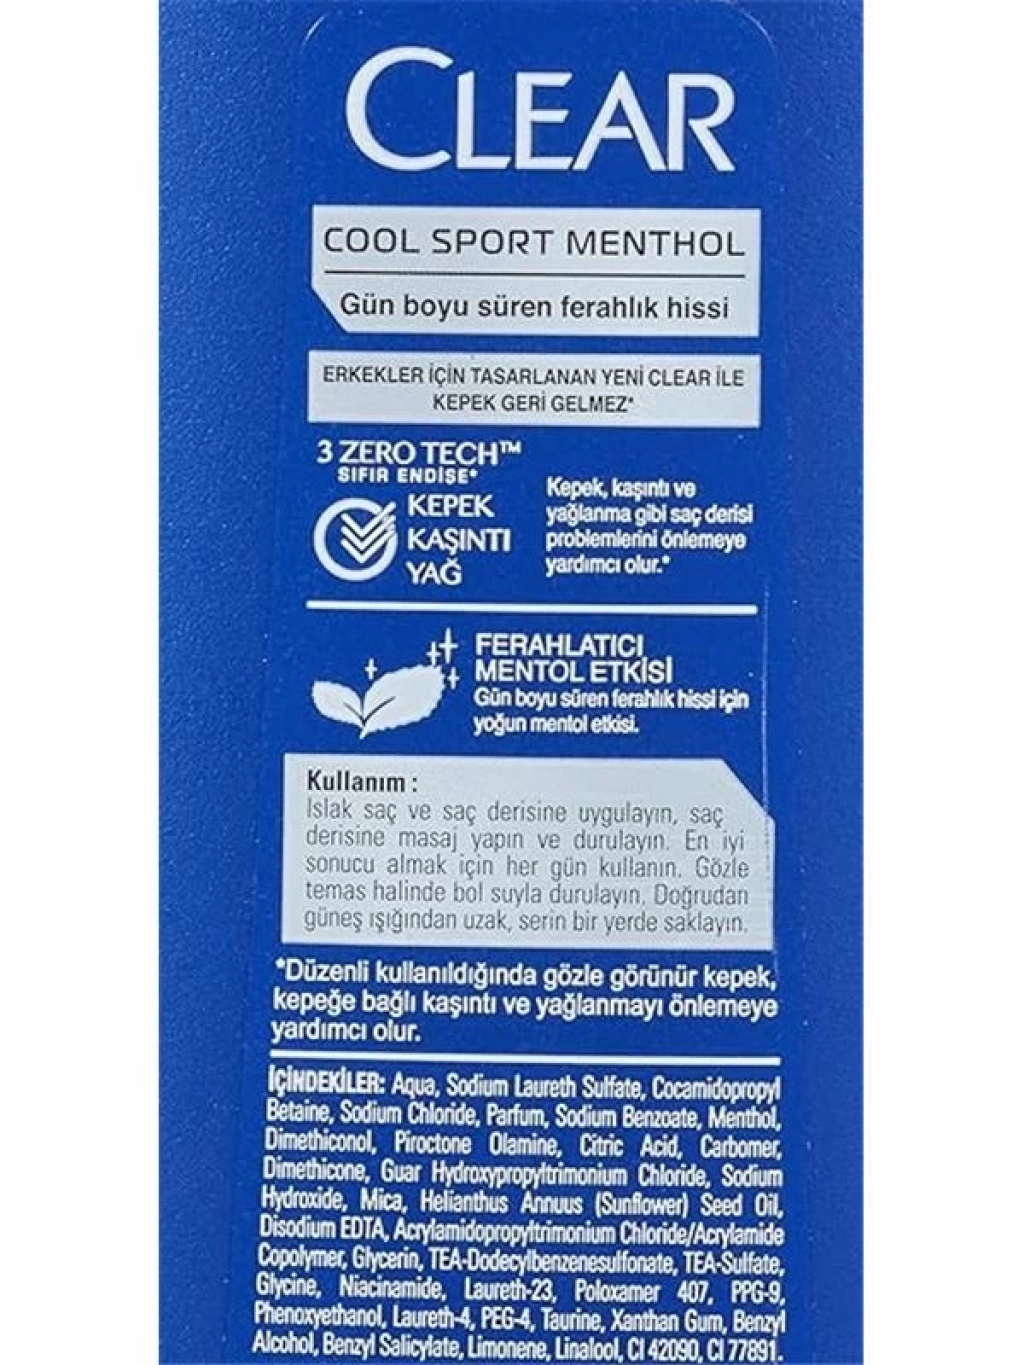 CLEAR
COOL SPORT MENTHOL
Gün boyu süren ferahlık hissi
ERKEKLER İÇİN TASARLANAN YENİ CLEAR İLE
KEPEK GERİ GELMEZ*
3 ZERO TECH™
SIFIR ENDİŞE*
KEPEK
KAŞINTI
YAĞ
Kepek, kaşıntı ve
yağlanma gibi saç derisi
problemlerini önlemeye
yardımcı olur.*
FERAHLATICI
MENTOL ETKİSİ
Gün boyu süren ferahlık hissi için
yoğun mentol etkisi.
Kullanım :
Islak saç ve saç derisine uygulayın, saç
derisine masaj yapın ve durulayın. En iyi
sonucu almak için her gün kullanın. Gözle
temas halinde bol suyla durulayın. Doğrudan
güneş ışığından uzak, serin bir yerde saklayın.
*Düzenli kullanıldığında gözle görünür kepek,
kepeğe bağlı kaşıntı ve yağlanmayı önlemeye
yardımcı olur.
İÇİNDEKİLER: Aqua, Sodium Laureth Sulfate, Cocamidopropyl
Betaine, Sodium Chloride, Parfum, Sodium Benzoate, Menthol,
Dimethiconol, Piroctone Olamine, Citric Acid, Carbomer,
Dimethicone, Guar Hydroxypropyltrimonium Chloride, Sodium
Hydroxide, Mica, Helianthus Annuus (Sunflower) Seed Oil,
Disodium EDTA, Acrylamidopropyltrimonium Chloride/Acrylamide
Copolymer, Glycerin, TEA-Dodecylbenzenesulfonate, TEA-Sulfate,
Glycine, Niacinamide, Laureth-23, Poloxamer 407, PPG-9,
Phenoxyethanol, Laureth-4, PEG-4, Taurine, Xanthan Gum, Benzyl
Alcohol, Benzyl Salicylate, Limonene, Linalool, CI 42090, CI 77891.